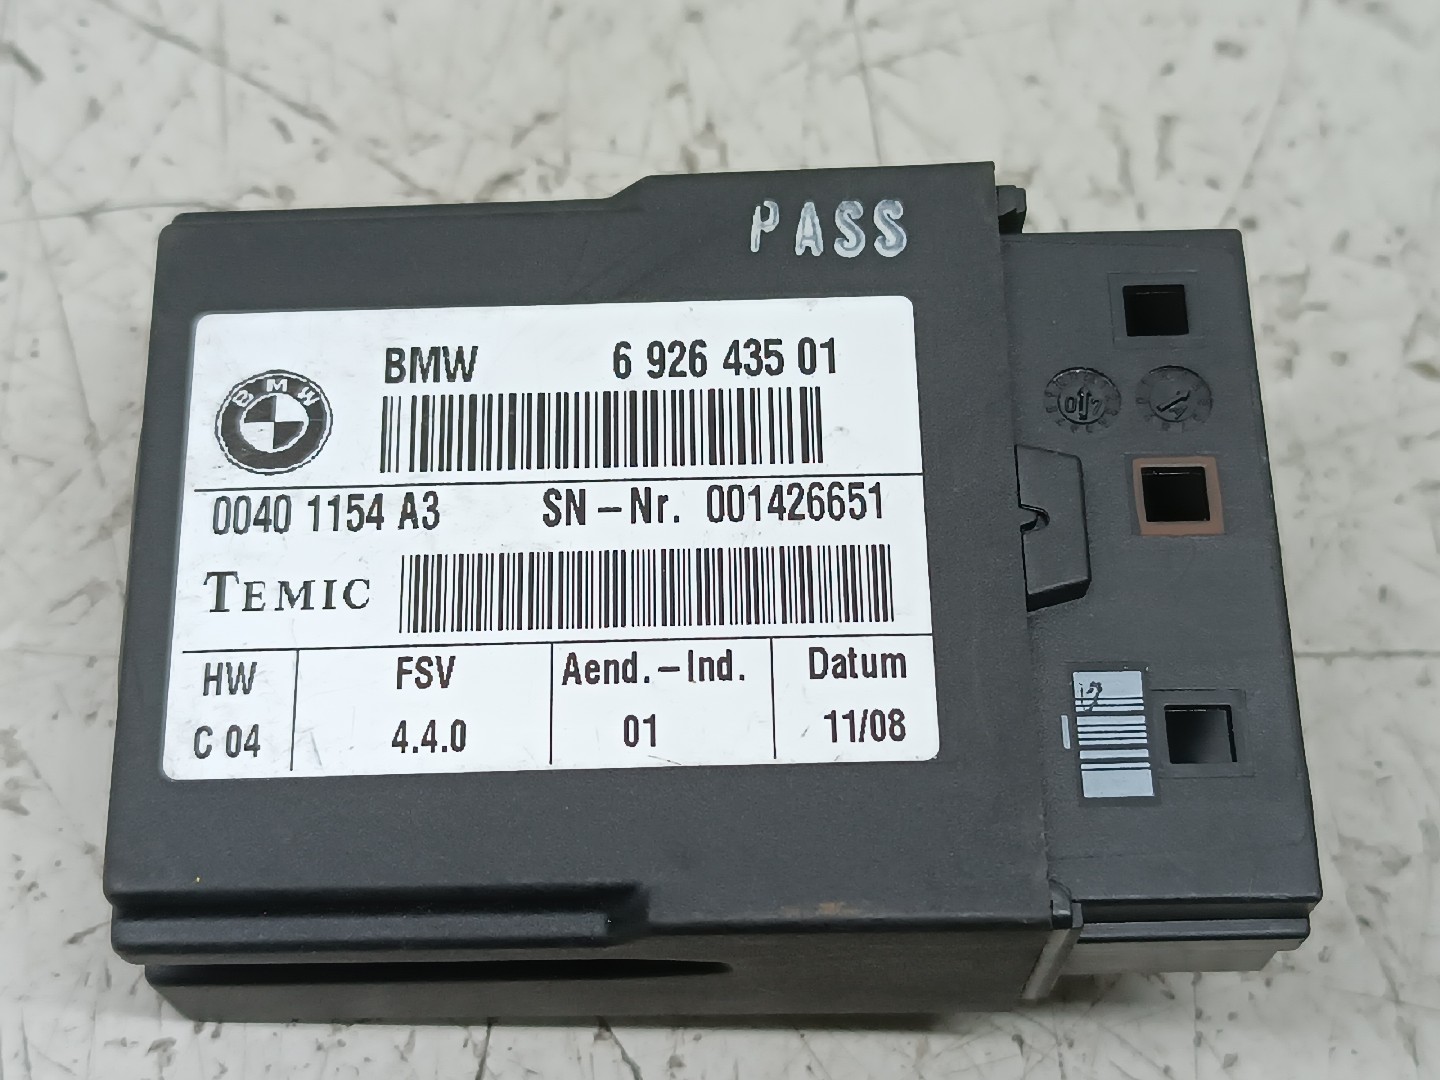 PASS
BMW 6 926 435 01
BMW
0040 1154 A3 SN-Nr. 001426651
TEMIC
HW FSV Aend.-Ind. Datum
C 04 4.4.0 01 11/08